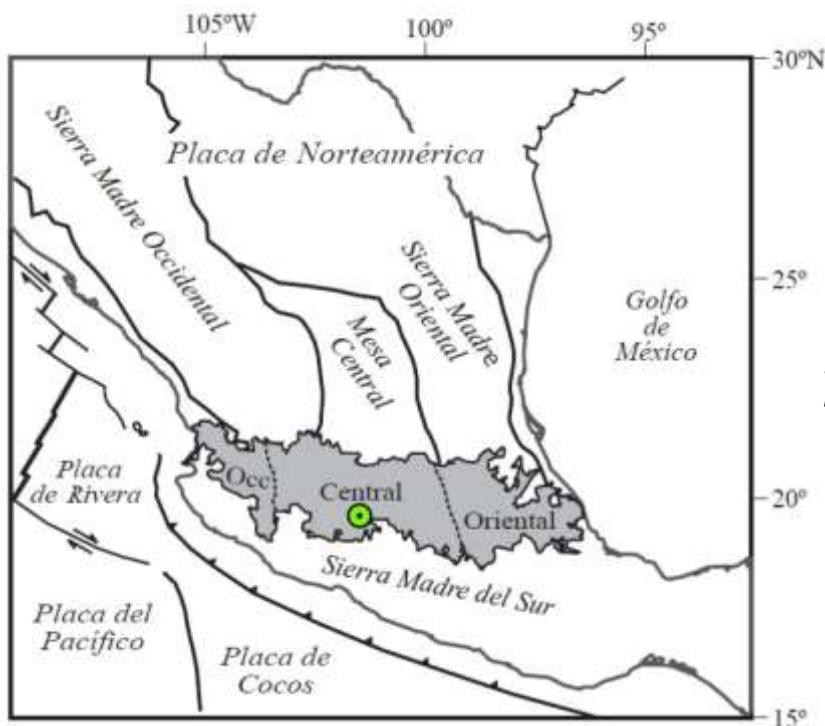 105º
100º
95º
30ºN
Sierra Madre Occidental
Placa de Norteamérica
Sierra Madre
Oriental
25º
Mesa
Central
Golfo
de
México
Placa
de Rivera
Occ
Central
Oriental
20º
Sierra Madre del Sur
Placa del
Pacífico
Placa de
Cocos
15º